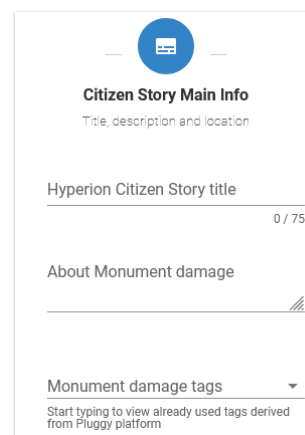 Citizen Story Main Info
Title, description and location
Hyperion Citizen Story title
0 / 75
About Monument damage
Monument damage tags
Start typing to view already used tags derived
from Pluggy platform